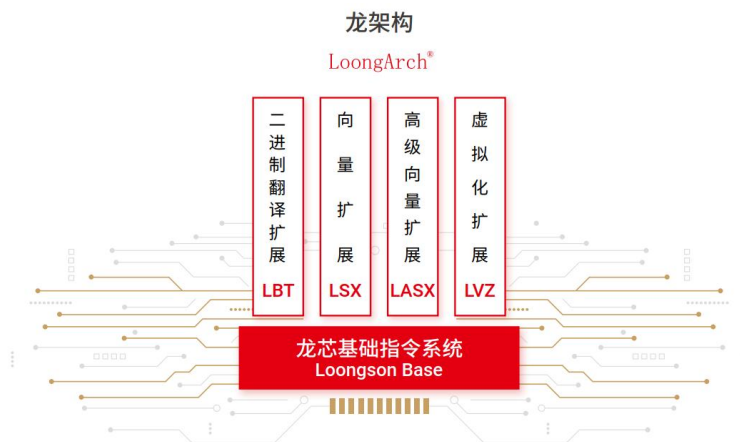 龙架构
LoongArch®
二进制翻译扩展
LBT
向量扩展
LSX
高级向量扩展
LASX
虚拟化扩展
LVZ
龙芯基础指令系统
Loongson Base